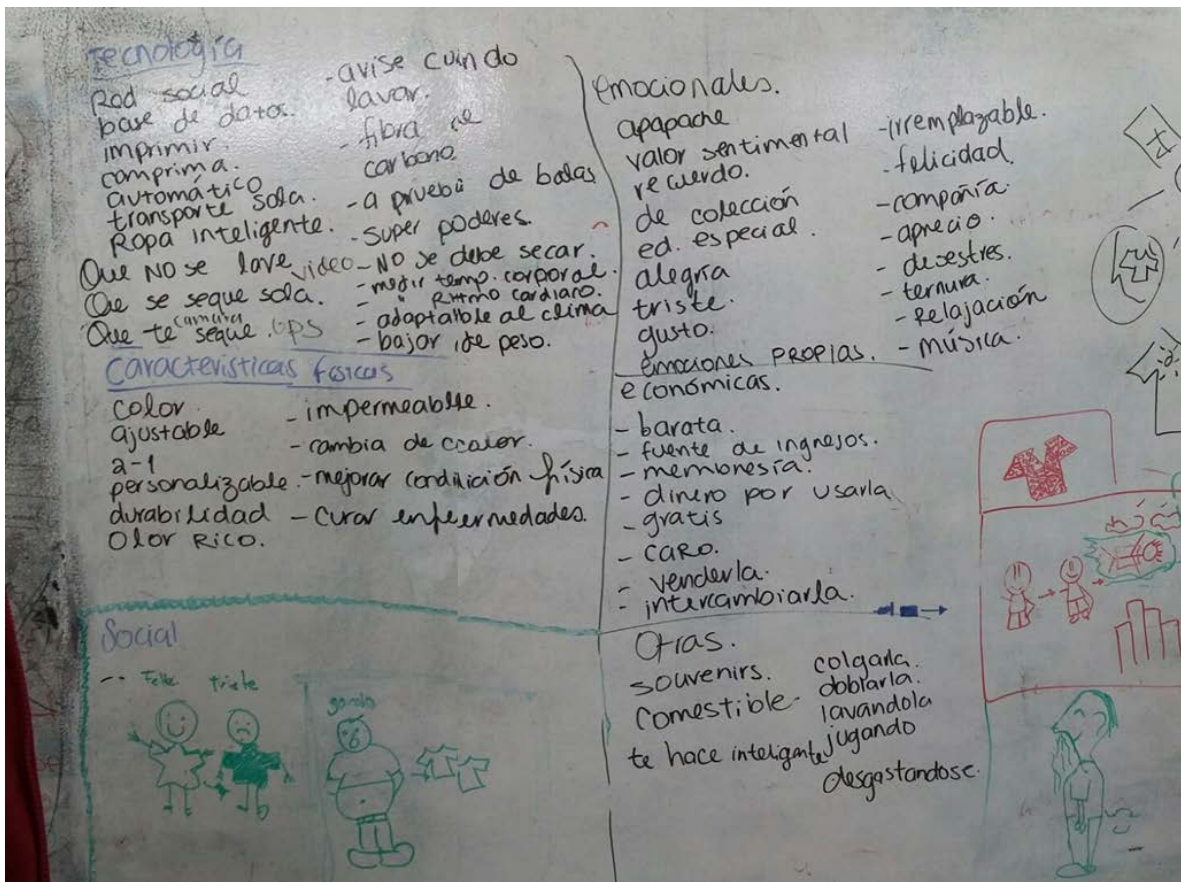 Tecnología
Red social
base de datos.
imprimir.
comprima.
automático
transporte sola.
Ropa inteligente.
Que NO se lave
video
Que se seque sola.
camara
Que te seque. GPS
- avise cuando
lavar.
- fibra de
carbono.
- a prueba de balas
- Super poderes.
- NO se debe secar.
- medir temp. corporal.
- " Ritmo cardiaco.
- adaptable al clima
- bajar de peso.
Características físicas
color.
ajustable
2-1
personalizable.
durabilidad
Olor Rico.
- impermeable.
- cambia de color.
- mejorar condición física
- curar enfermedades.
Social
Feliz triste
gordo
emocionales.
apapache
valor sentimental
recuerdo.
de colección
ed. especial.
alegría
triste.
gusto.
emociones PROPIAS.
- irremplazable.
- felicidad.
- compañía.
- aprecio.
- desestres.
- ternura.
- Relajación
- música.
económicas.
- barata.
- fuente de ingresos.
- membresía.
- dinero por usarla
- gratis
- CARO.
- venderla.
- intercambiarla.
Otras.
souvenirs.
comestible
te hace inteligente
colgarla.
doblarla.
lavandola
jugando
desgastandose.